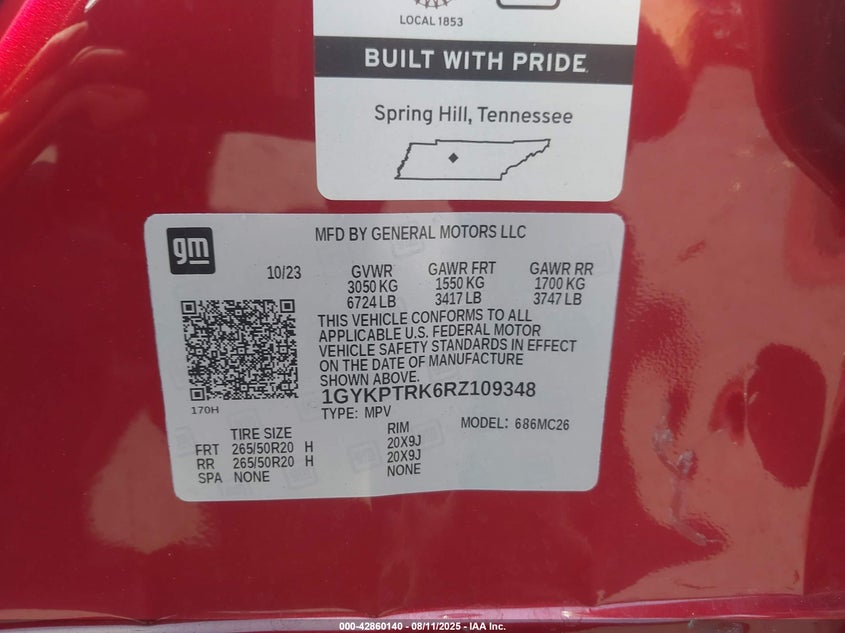 LOCAL 1853
BUILT WITH PRIDE
Spring Hill, Tennessee
gm
MFD BY GENERAL MOTORS LLC
10/23 GVWR GAWR FRT GAWR RR
3050 KG 1550 KG 1700 KG
6724 LB 3417 LB 3747 LB
THIS VEHICLE CONFORMS TO ALL
APPLICABLE U.S. FEDERAL MOTOR
VEHICLE SAFETY STANDARDS IN EFFECT
ON THE DATE OF MANUFACTURE
SHOWN ABOVE.
1GYKPTRK6RZ109348
170H
TYPE: MPV MODEL: 686MC26
TIRE SIZE RIM
FRT 265/50R20 H 20X9J
RR 265/50R20 H 20X9J
SPA NONE NONE
000-42860140 - 08/11/2025 - IAA Inc.